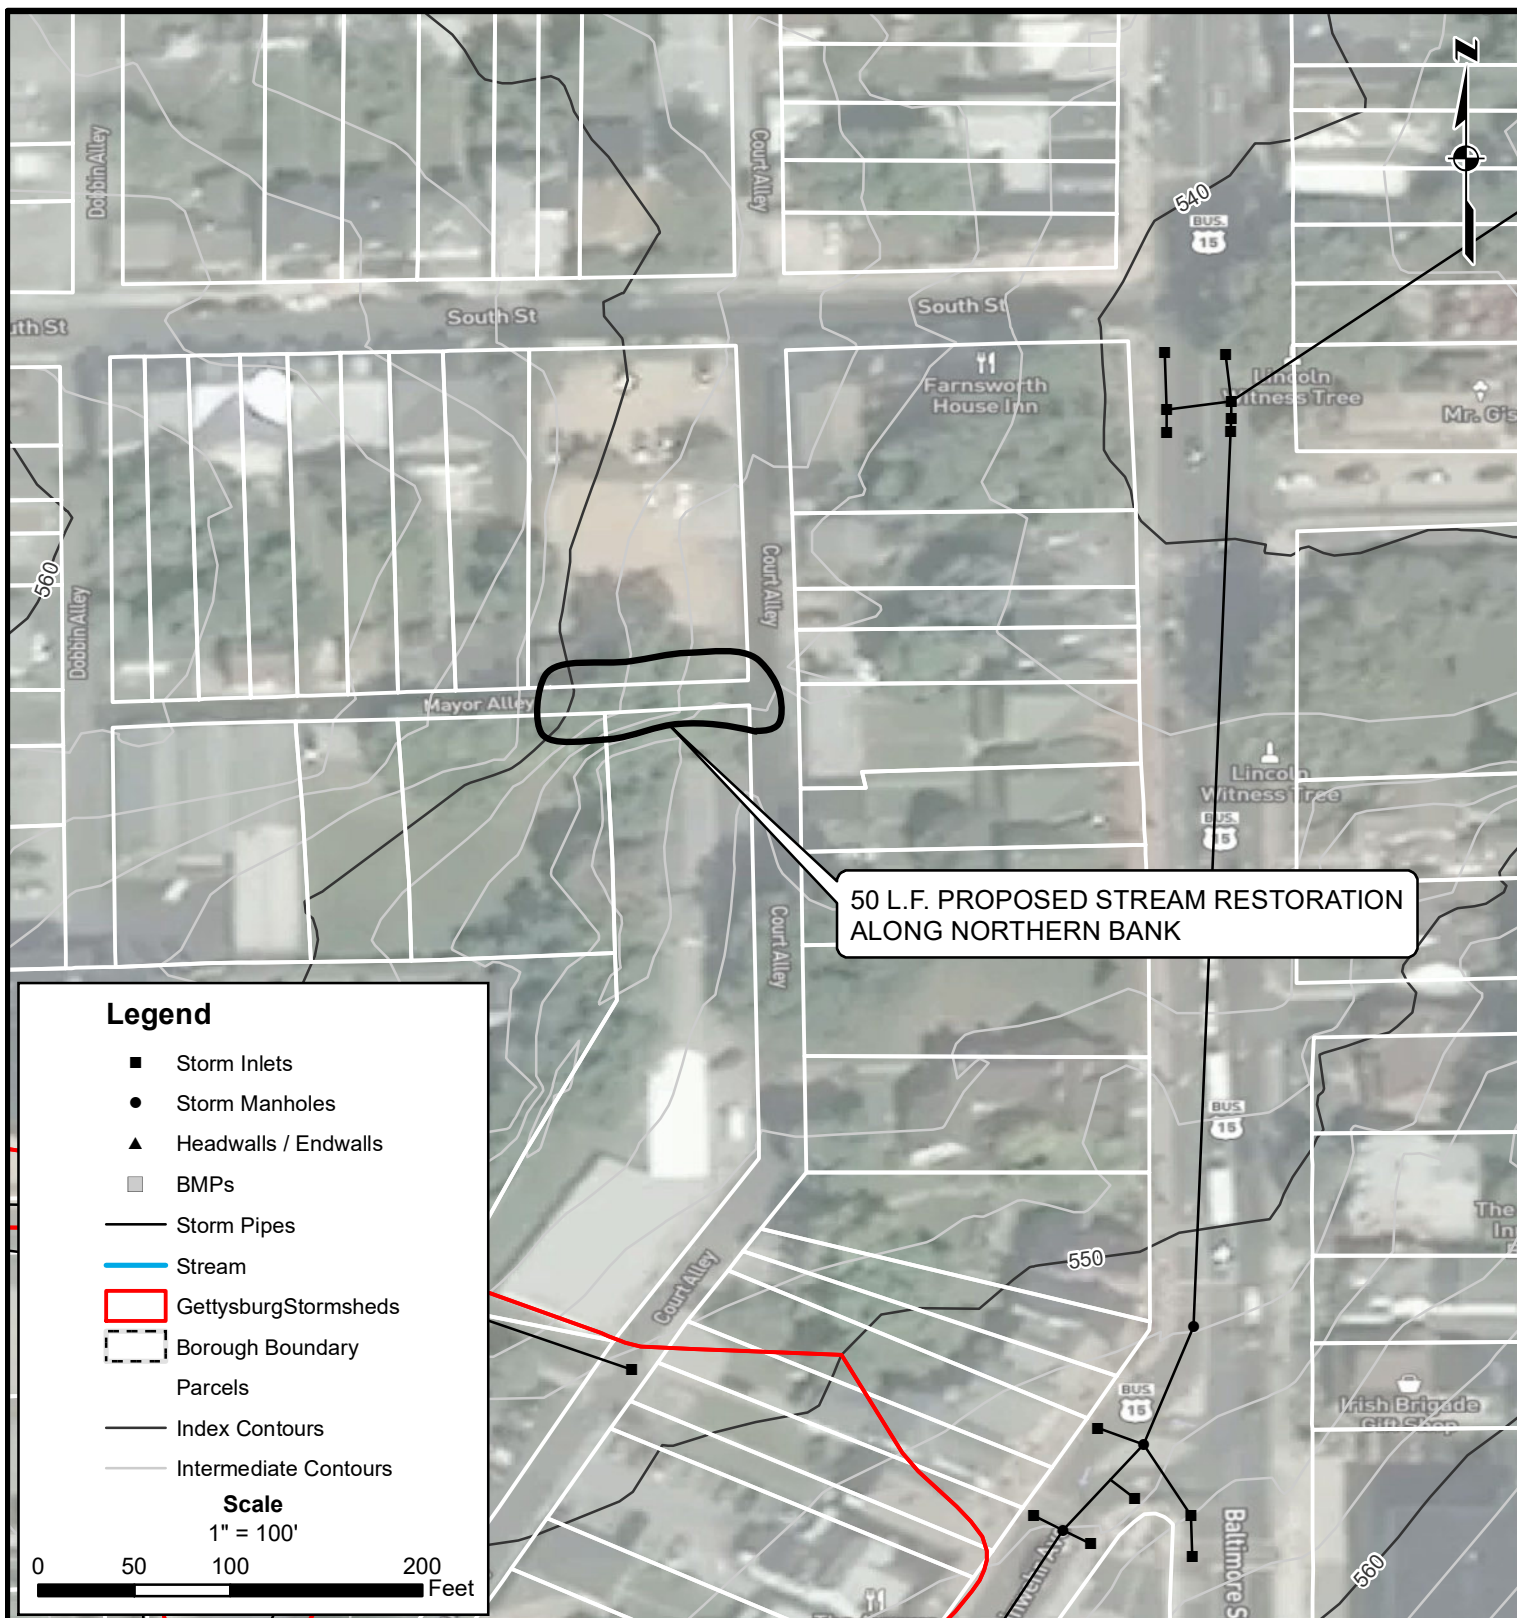 N
Dobbin Alley
Court Alley
540
BUS.
15
uth St
South St
South St
Farnsworth
House Inn
Lincoln
Witness Tree
Mr. G's
560
Dobbin Alley
Court Alley
Mayor Alley
Lincoln
Witness Tree
BUS.
15
50 L.F. PROPOSED STREAM RESTORATION
ALONG NORTHERN BANK
Court Alley
Legend
Storm Inlets
Storm Manholes
Headwalls / Endwalls
BMPs
Storm Pipes
Stream
GettysburgStormsheds
Borough Boundary
Parcels
Index Contours
Intermediate Contours
Scale
1" = 100'
0 50 100 200
Feet
BUS.
15
The
In
550
Court Alley
BUS.
15
Irish Brigade
Gift Shop
Baltimore S
560